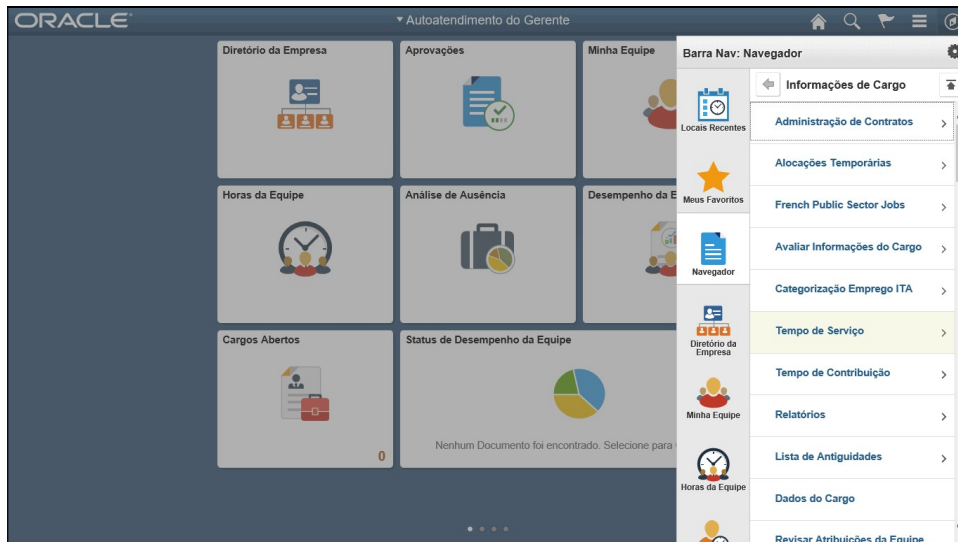 ORACLE
Autoatendimento do Gerente
Diretório da Empresa
Aprovações
Minha Equipe
Horas da Equipe
Análise de Ausência
Desempenho da E
Cargos Abertos
0
Status de Desempenho da Equipe
Nenhum Documento foi encontrado. Selecione para
Barra Nav: Navegador
Locais Recentes
Meus Favoritos
Navegador
Diretório da
Empresa
Minha Equipe
Horas da Equipe
Informações de Cargo
Administração de Contratos
Alocações Temporárias
French Public Sector Jobs
Avaliar Informações do Cargo
Categorização Emprego ITA
Tempo de Serviço
Tempo de Contribuição
Relatórios
Lista de Antiguidades
Dados do Cargo
Revisar Atribuições da Equipe